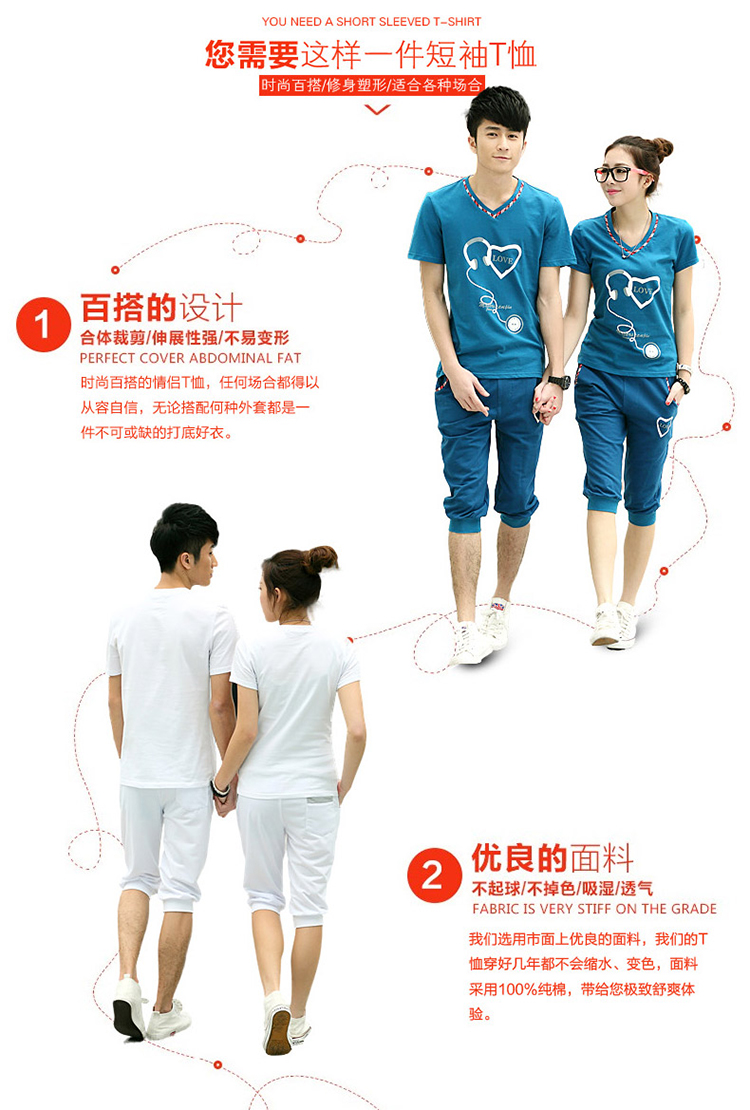 YOU NEED A SHORT SLEEVED T-SHIRT
您需要这样一件短袖T恤
时尚百搭/修身塑形/适合各种场合
LOVE
LOVE
1
百搭的设计
合体裁剪/伸展性强/不易变形
PERFECT COVER ABDOMINAL FAT
时尚百搭的情侣T恤，任何场合都得以
从容自信，无论搭配何种外套都是一
件不可或缺的打底好衣。
2
优良的面料
不起球/不掉色/吸湿/透气
FABRIC IS VERY STIFF ON THE GRADE
我们选用市面上优良的面料，我们的T
恤穿好几年都不会缩水、变色，面料
采用100%纯棉，带给您极致舒爽体
验。